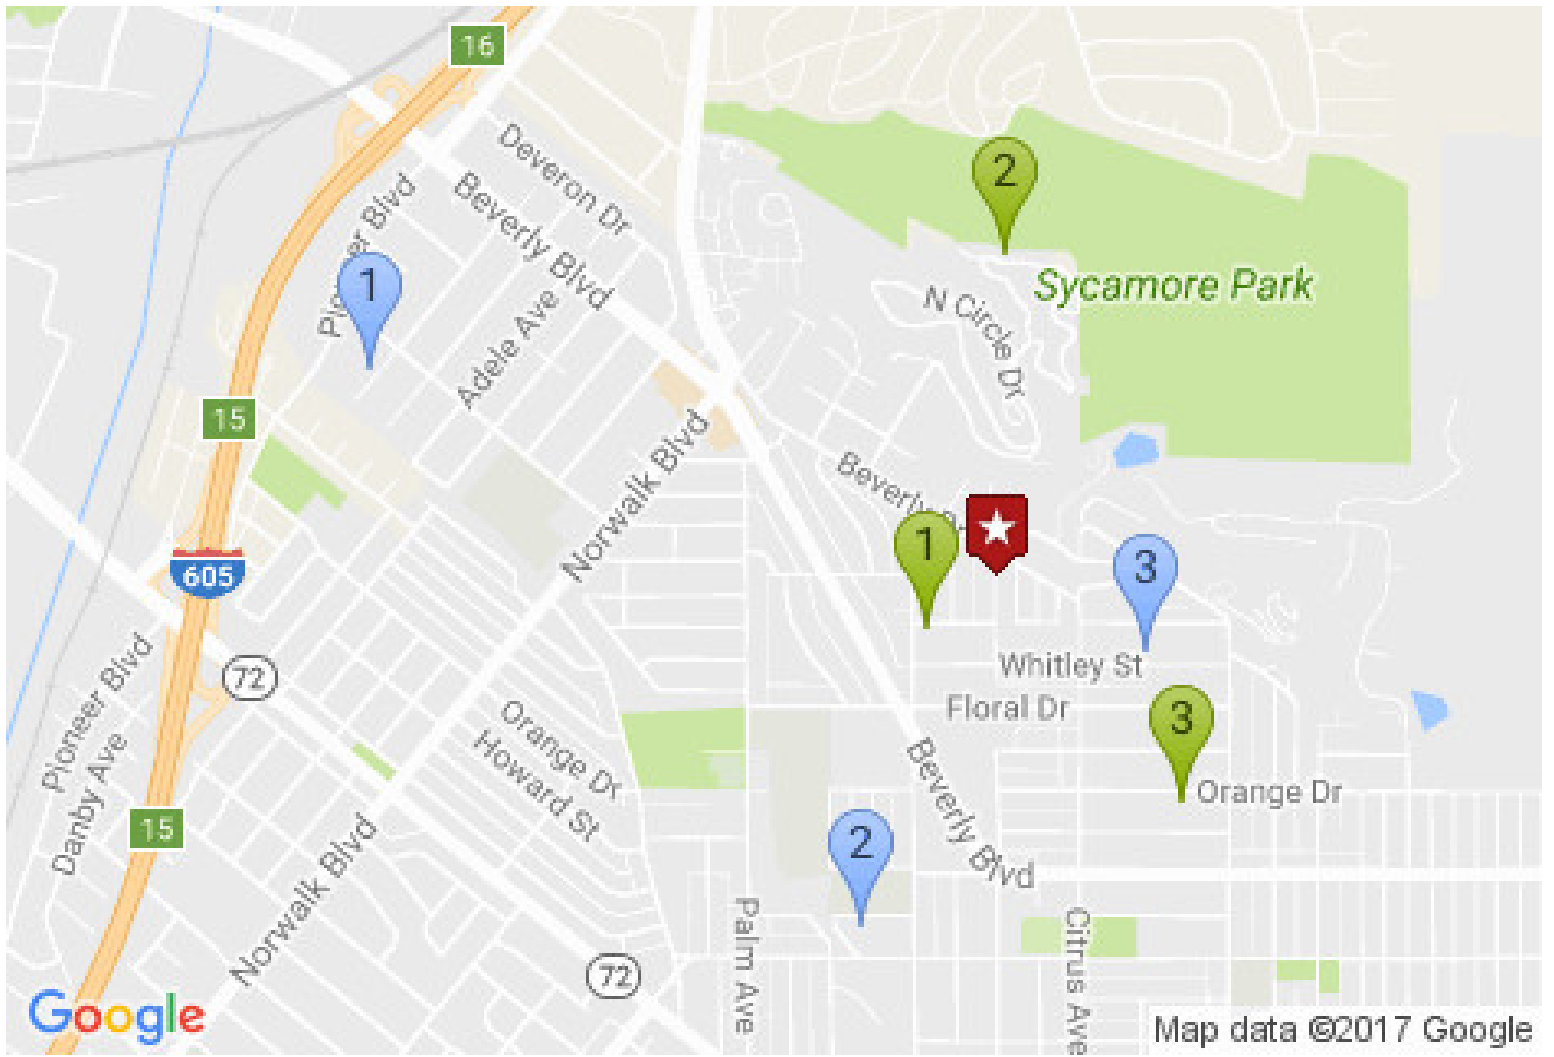 16
Deveron Dr
2
Pioneer Blvd
Beverly Blvd
1
Sycamore Park
N Circle Dr
Adele Ave
15
Norwalk Blvd
Beverly
1
605
3
Pioneer Blvd
72
Whitley St
Floral Dr
3
Orange Dr
Howard St
Danby Ave
Orange Dr
15
Beverly Blvd
2
Norwalk Blvd
Palm Ave
Citrus Ave
72
Google
Map data ©2017 Google